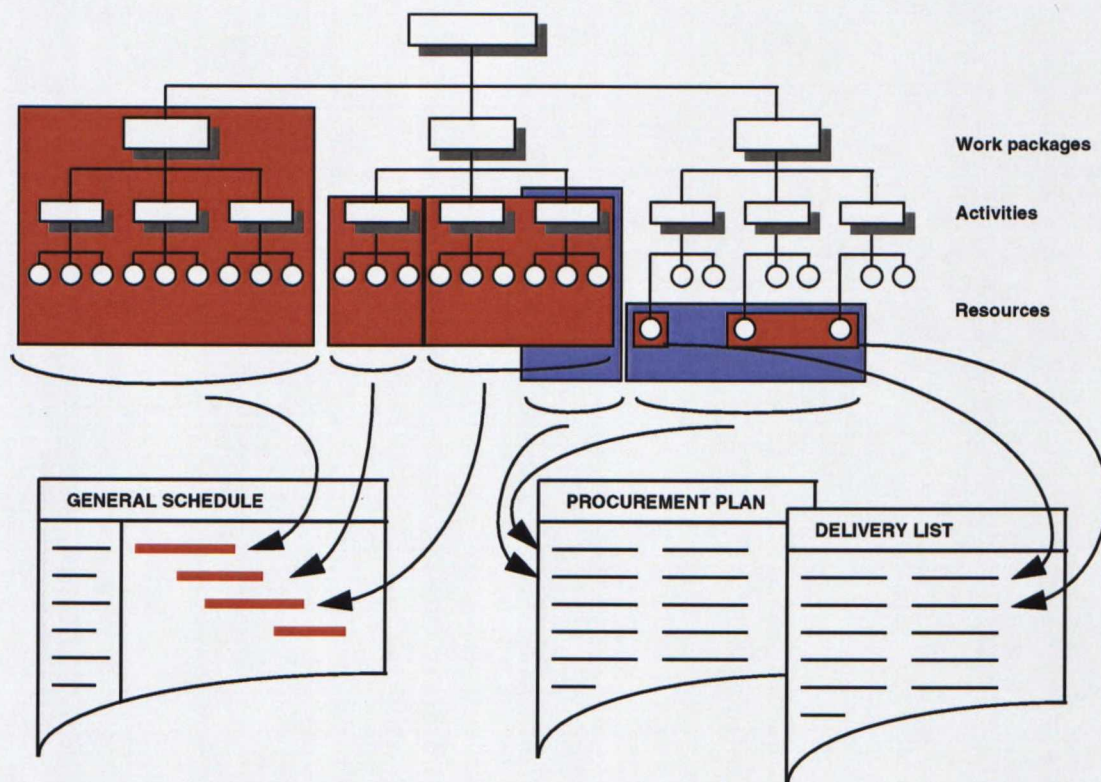 Work packages
Activities
Resources
GENERAL SCHEDULE
PROCUREMENT PLAN
DELIVERY LIST